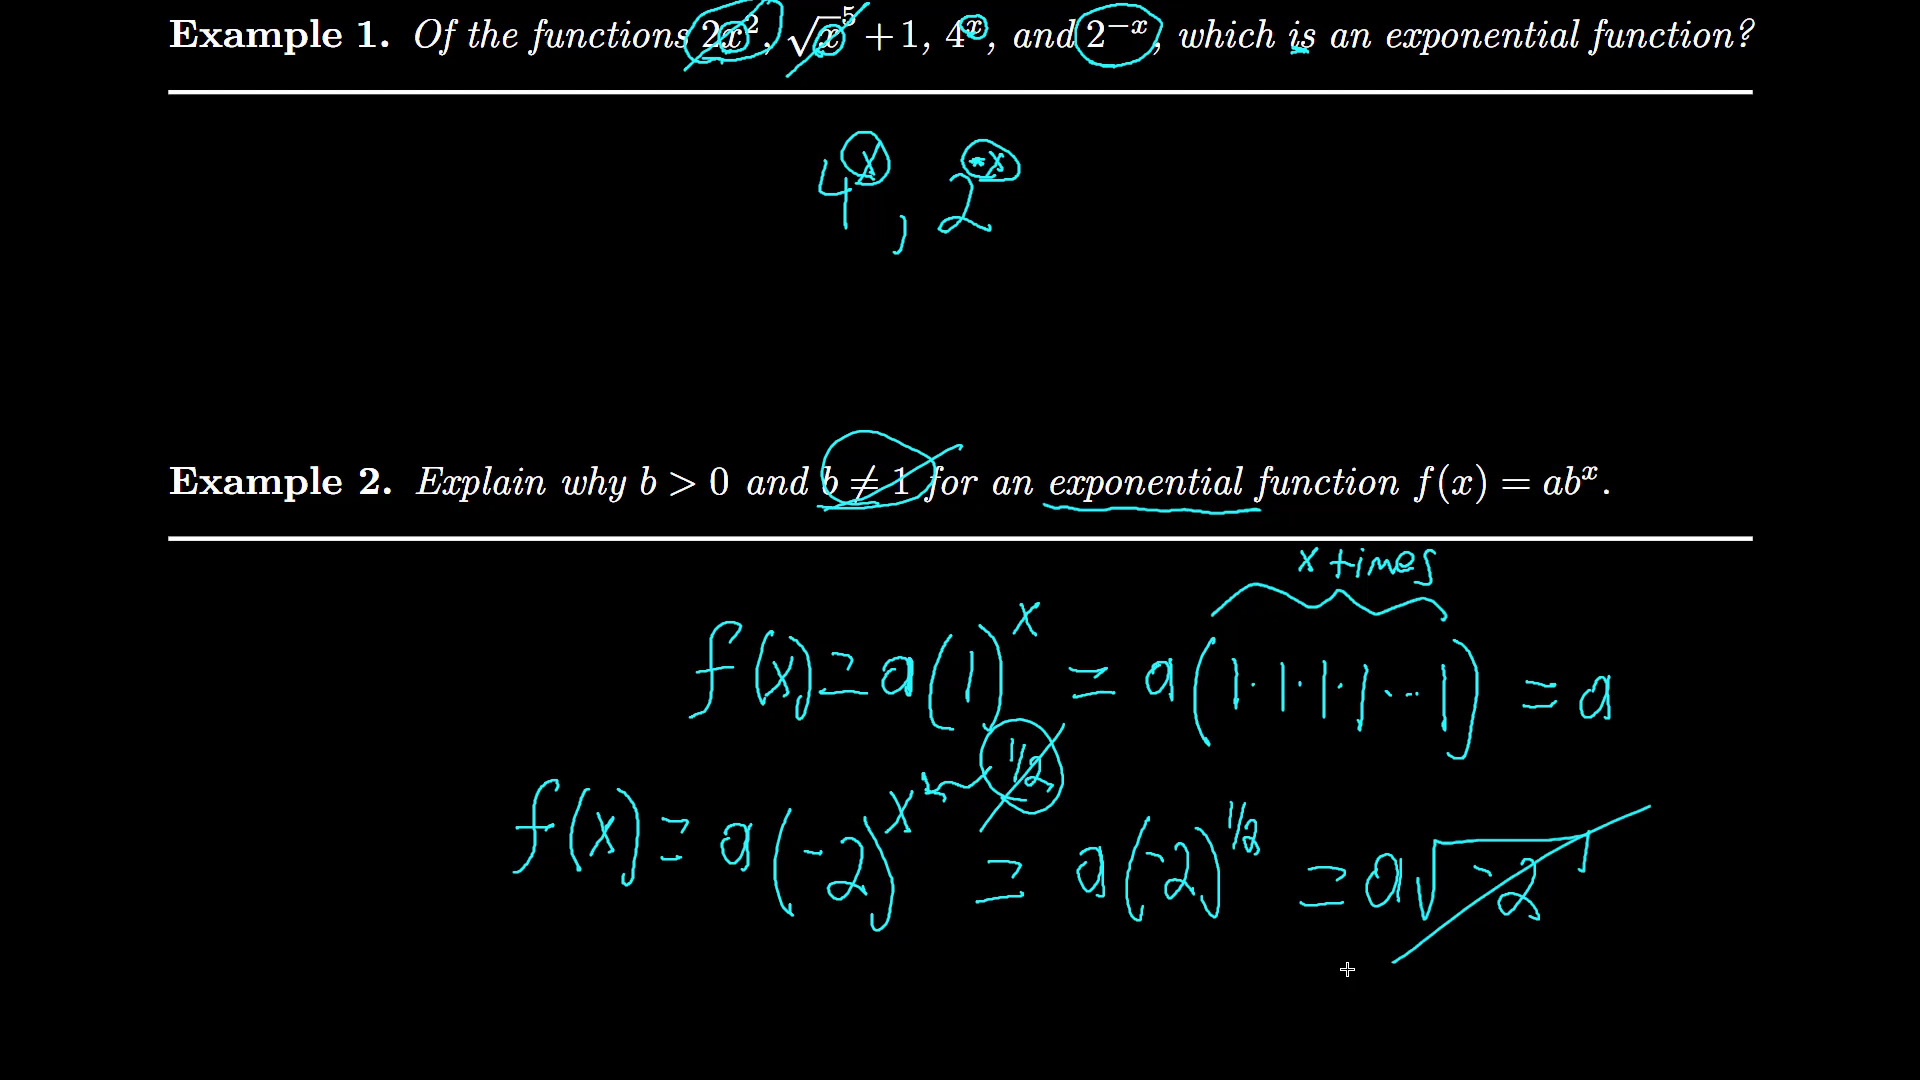 Example 1. Of the functions 2x², √x⁵ + 1, 4ˣ, and 2⁻ˣ, which is an exponential function?
4ˣ, 2⁻ˣ
Example 2. Explain why b > 0 and b ≠ 1 for an exponential function f(x) = abˣ.
x times
f(x) = a(1)ˣ = a(1·1·1·1···1) = a
1/2
f(x) = a(-2)ˣ = a(-2)^1/2 = a√-2